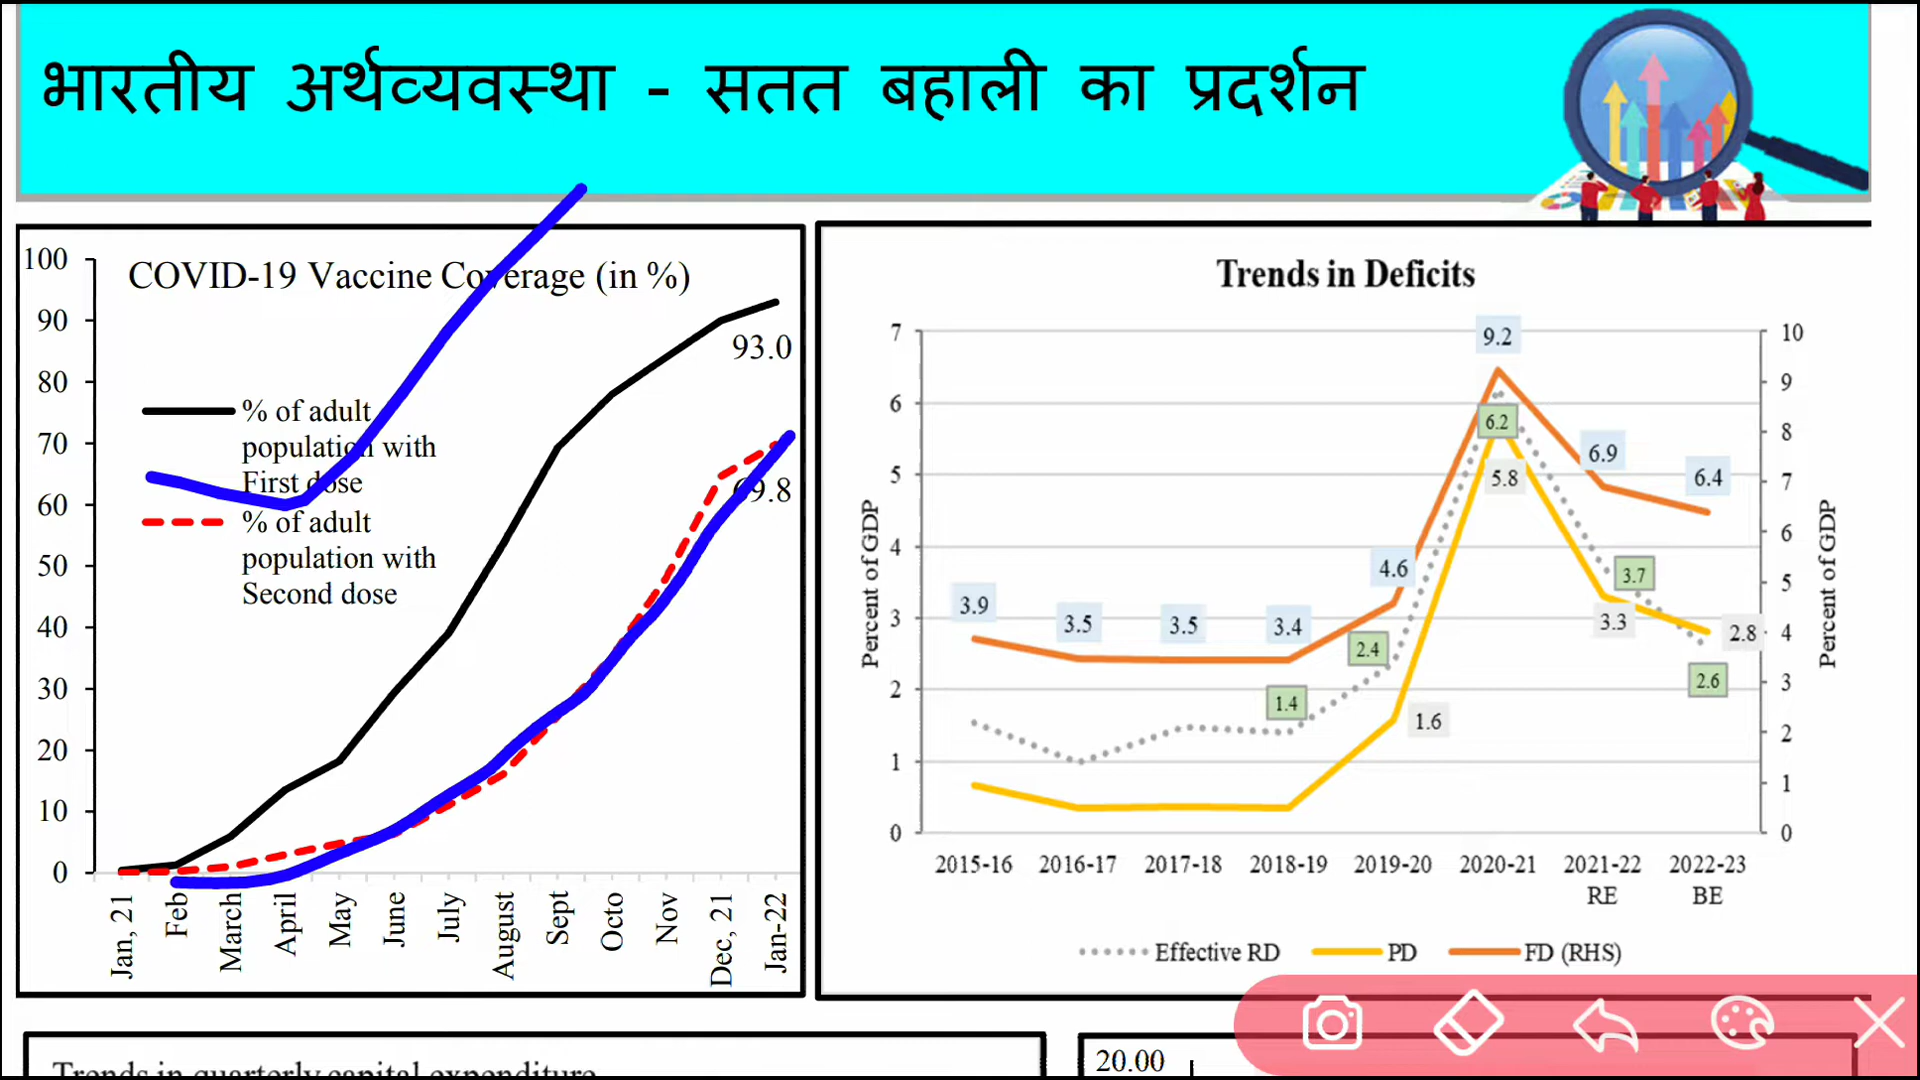 भारतीय अर्थव्यवस्था - सतत बहाली का प्रदर्शन
COVID-19 Vaccine Coverage (in %)
100
90
80
70
60
50
40
30
20
10
0
% of adult
population with
First dose
% of adult
population with
Second dose
93.0
69.8
Jan, 21
Feb
March
April
May
June
July
August
Sept
Octo
Nov
Dec, 21
Jan-22
Trends in Deficits
Percent of GDP
7
6
5
4
3
2
1
0
3.9
3.5
3.5
3.4
4.6
9.2
6.9
6.4
1.4
2.4
6.2
3.7
2.6
1.6
5.8
3.3
2.8
10
9
8
7
6
5
4
3
2
1
0
Percent of GDP
2015-16 2016-17 2017-18 2018-19 2019-20 2020-21 2021-22 2022-23
RE BE
Effective RD PD FD (RHS)
Trends in quarterly capital expenditure
20.00